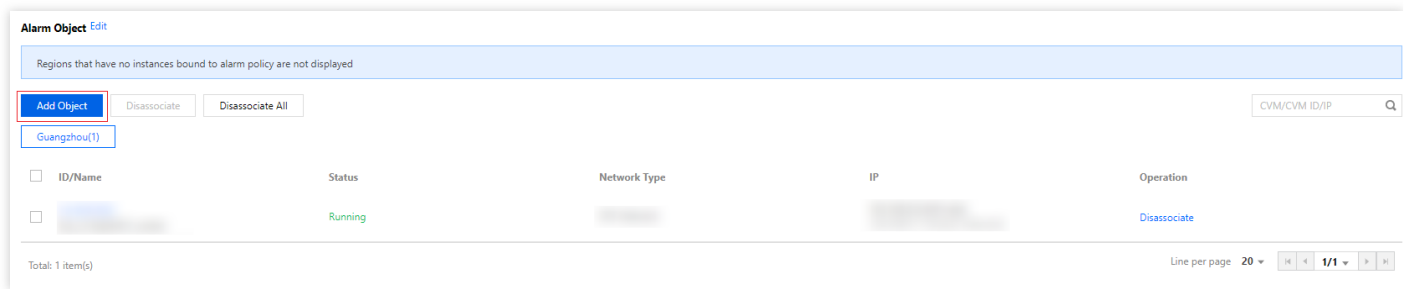 Alarm Object Edit
Regions that have no instances bound to alarm policy are not displayed
Add Object Disassociate Disassociate All CVM/CVM ID/IP
Guangzhou(1)
ID/Name Status Network Type IP Operation
Running Disassociate
Total: 1 item(s) Line per page 20 1/1